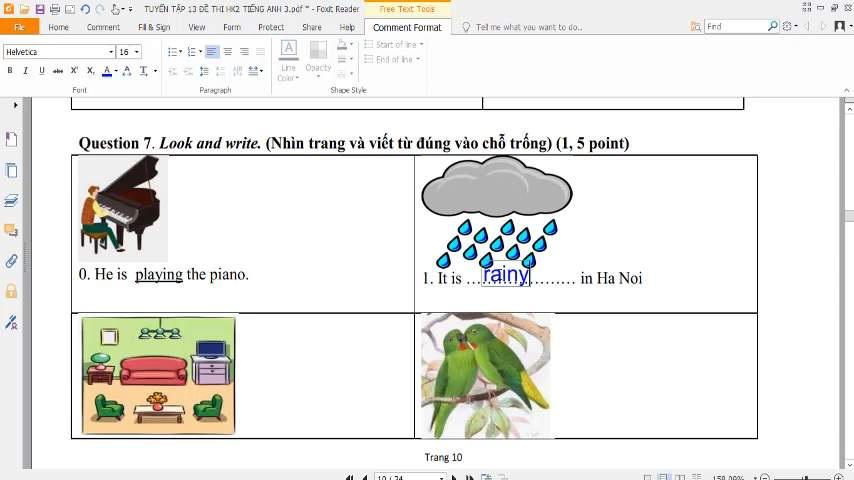 TUYỂN TẬP 13 ĐỀ THI HK2 TIẾNG ANH 3.pdf * - Foxit Reader
Free Text Tools
File
Home
Comment
Fill & Sign
View
Form
Protect
Share
Help
Comment Format
Tell me what you want to do...
Find
Helvetica
16
Line Color
Opacity
Start of line
End of line
Font
Paragraph
Shape Style
Question 7. Look and write. (Nhìn trang và viết từ đúng vào chỗ trống) (1, 5 point)
0. He is playing the piano.
1. It is ... rainy ......... in Ha Noi
Trang 10
10 / 24
158.09%